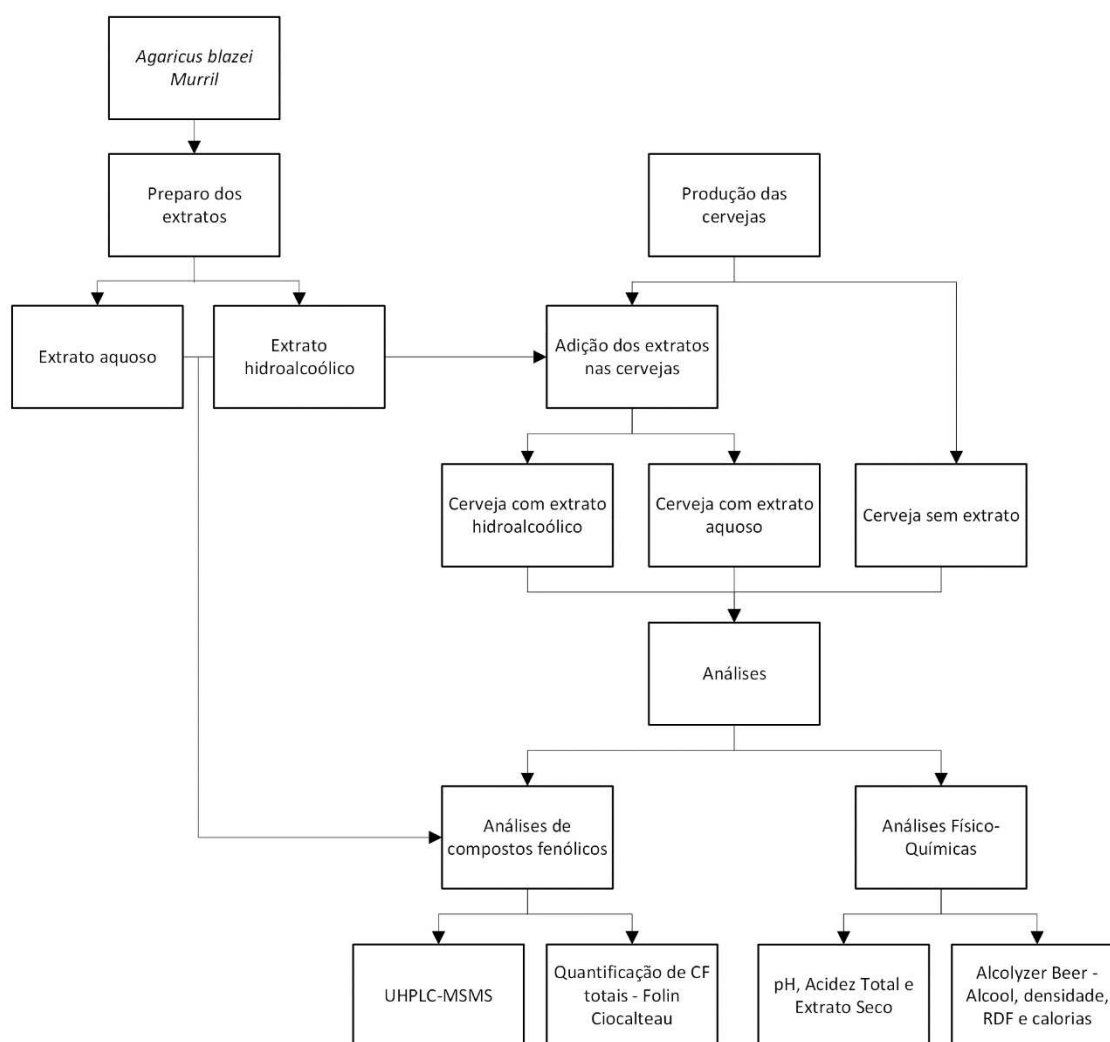 Agaricus blazei
Murril
Preparo dos
extratos
Produção das
cervejas
Extrato aquoso
Extrato
hidroalcoólico
Adição dos extratos
nas cervejas
Cerveja com extrato
hidroalcoólico
Cerveja com extrato
aquoso
Cerveja sem extrato
Análises
Análises de
compostos fenólicos
Análises Físico-
Químicas
UHPLC-MSMS
Quantificação de CF
totais - Folin
Ciocalteau
pH, Acidez Total e
Extrato Seco
Alcolyzer Beer -
Alcool, densidade,
RDF e calorias